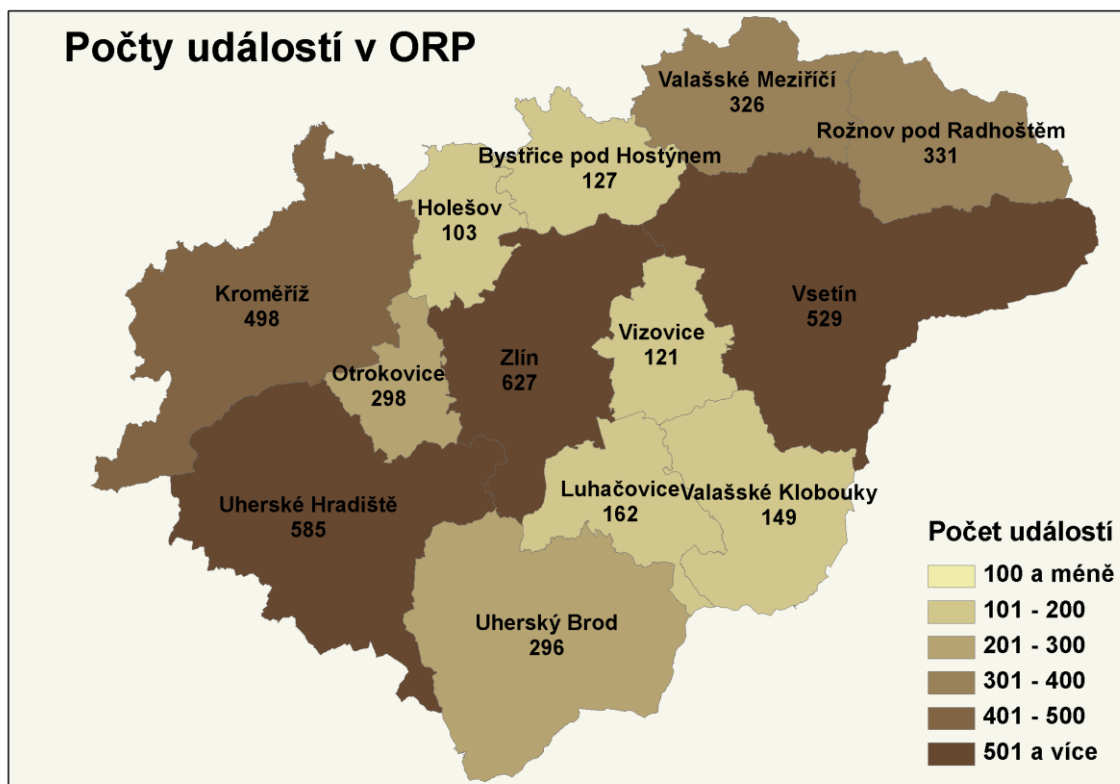 Počty událostí v ORP
Valašské Meziříčí
326
Rožnov pod Radhoštěm
331
Bystřice pod Hostýnem
127
Holešov
103
Kroměříž
498
Vsetín
529
Vizovice
121
Zlín
627
Otrokovice
298
Uherské Hradiště
585
Luhačovice
162
Valašské Klobouky
149
Uherský Brod
296
Počet událostí
100 a méně
101 - 200
201 - 300
301 - 400
401 - 500
501 a více